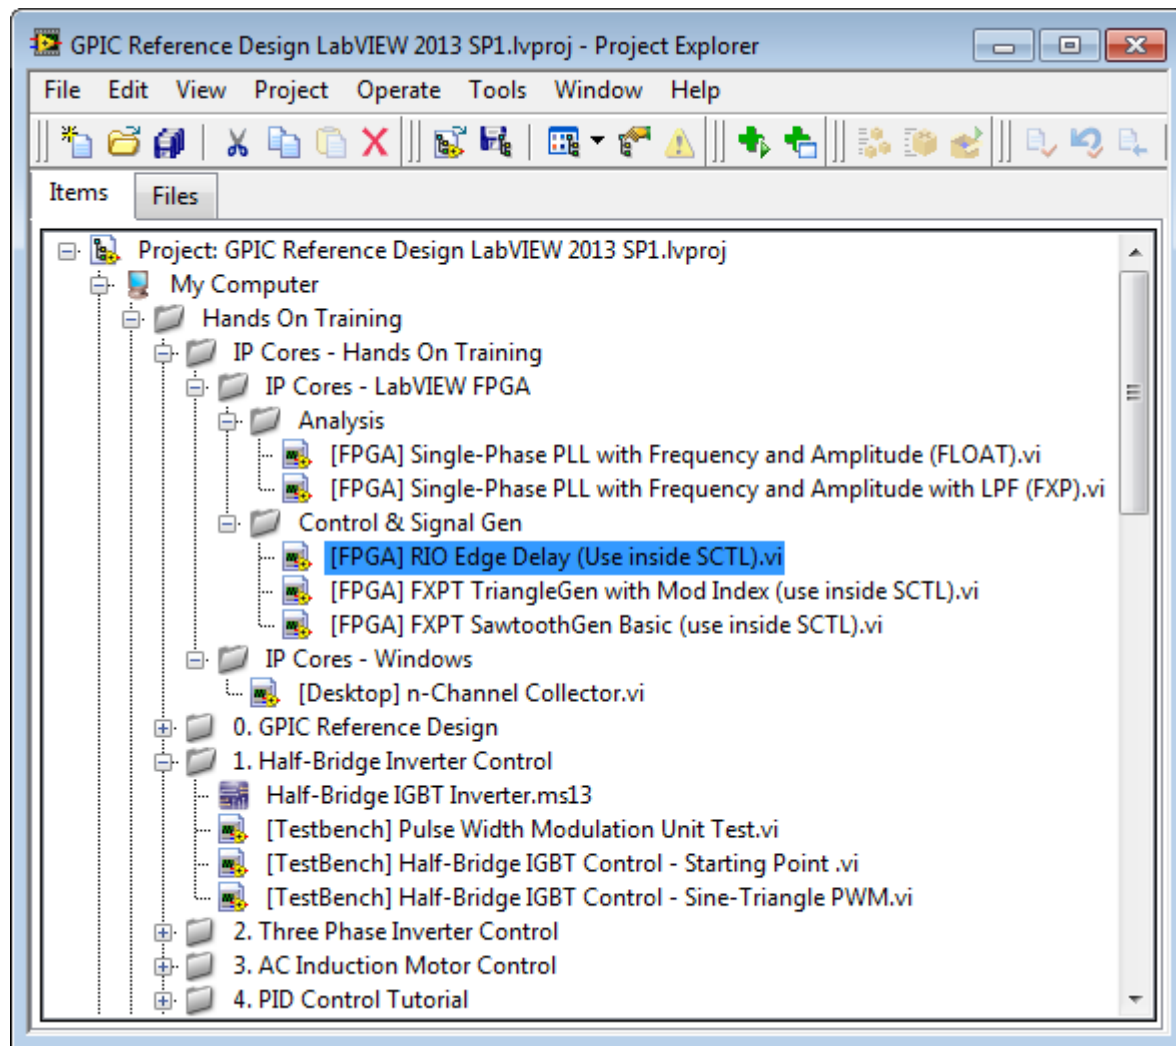 GPIC Reference Design LabVIEW 2013 SP1.lvproj - Project Explorer
File Edit View Project Operate Tools Window Help
Items Files
Project: GPIC Reference Design LabVIEW 2013 SP1.lvproj
My Computer
Hands On Training
IP Cores - Hands On Training
IP Cores - LabVIEW FPGA
Analysis
[FPGA] Single-Phase PLL with Frequency and Amplitude (FLOAT).vi
[FPGA] Single-Phase PLL with Frequency and Amplitude with LPF (FXP).vi
Control & Signal Gen
[FPGA] RIO Edge Delay (Use inside SCTL).vi
[FPGA] FXPT TriangleGen with Mod Index (use inside SCTL).vi
[FPGA] FXPT SawtoothGen Basic (use inside SCTL).vi
IP Cores - Windows
[Desktop] n-Channel Collector.vi
0. GPIC Reference Design
1. Half-Bridge Inverter Control
Half-Bridge IGBT Inverter.ms13
[Testbench] Pulse Width Modulation Unit Test.vi
[TestBench] Half-Bridge IGBT Control - Starting Point .vi
[TestBench] Half-Bridge IGBT Control - Sine-Triangle PWM.vi
2. Three Phase Inverter Control
3. AC Induction Motor Control
4. PID Control Tutorial